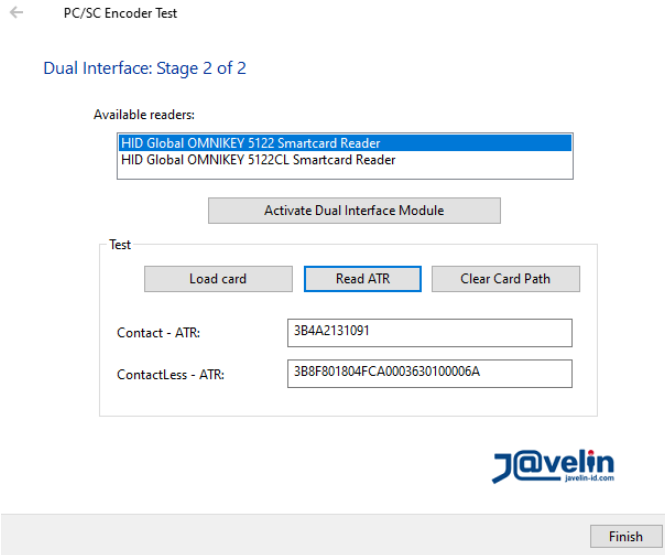 PC/SC Encoder Test
Dual Interface: Stage 2 of 2
Available readers:
HID Global OMNIKEY 5122 Smartcard Reader
HID Global OMNIKEY 5122CL Smartcard Reader
Activate Dual Interface Module
Test
Load card
Read ATR
Clear Card Path
Contact - ATR:
3B4A2131091
ContactLess - ATR:
3B8F801804FCA0003630100006A
J@velin
javelin-id.com
Finish